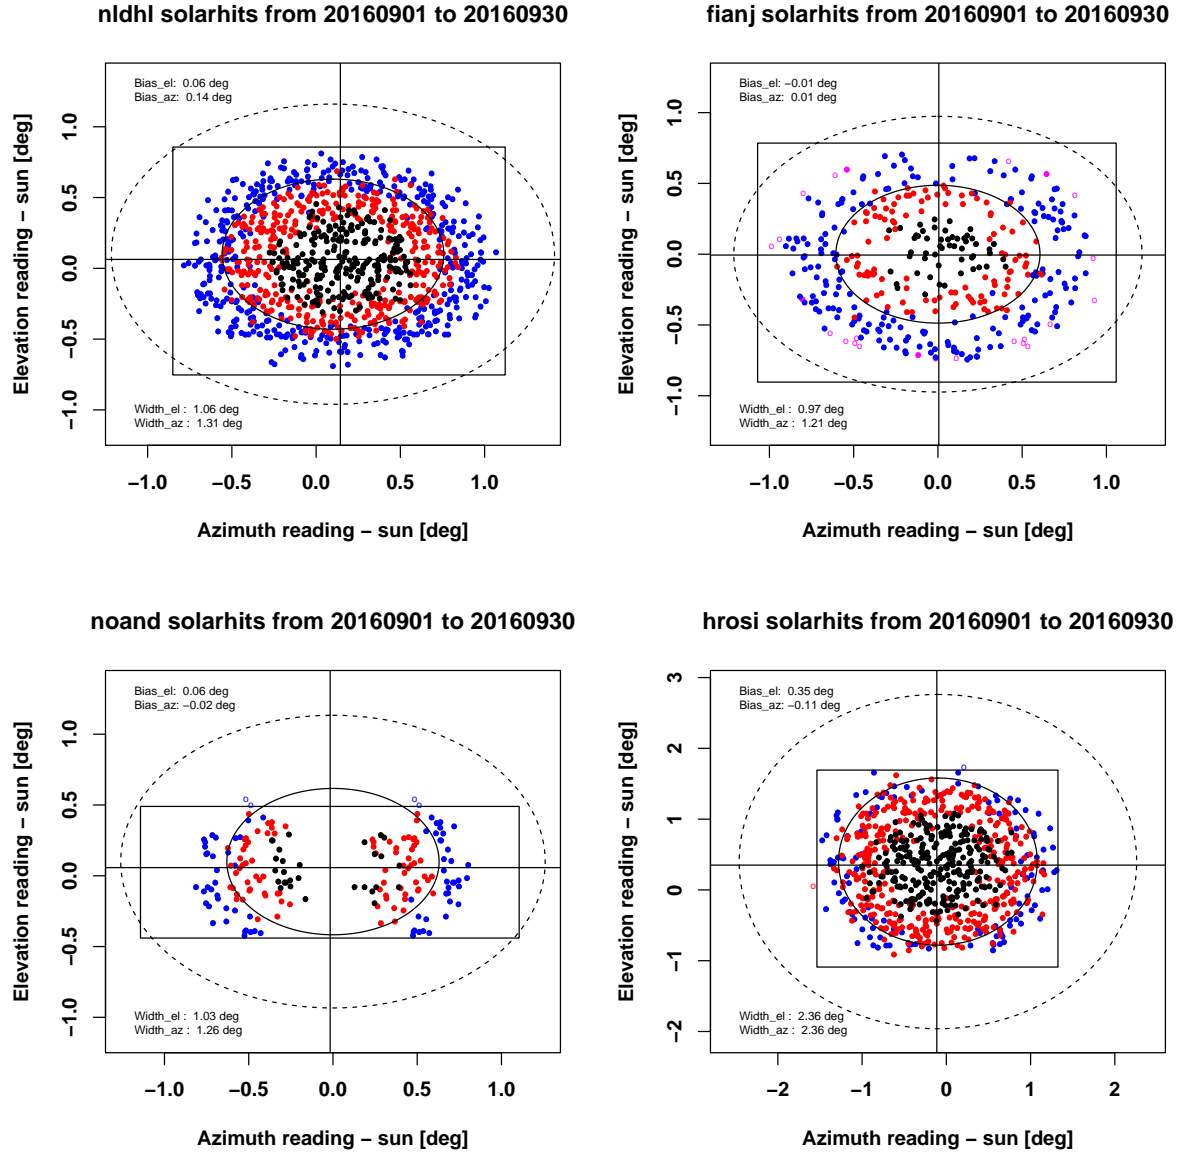 nldhl solarhits from 20160901 to 20160930
Bias_el:  0.06 deg
Bias_az:  0.14 deg
Width_el :  1.06 deg
Width_az :  1.31 deg
1.0
0.5
0.0
−0.5
−1.0
Elevation reading − sun [deg]
−1.0 −0.5 0.0 0.5 1.0
Azimuth reading − sun [deg]
fianj solarhits from 20160901 to 20160930
Bias_el: −0.01 deg
Bias_az:  0.01 deg
Width_el :  0.97 deg
Width_az :  1.21 deg
1.0
0.5
0.0
−0.5
−1.0
Elevation reading − sun [deg]
−1.0 −0.5 0.0 0.5 1.0
Azimuth reading − sun [deg]
noand solarhits from 20160901 to 20160930
Bias_el:  0.06 deg
Bias_az: −0.02 deg
Width_el :  1.03 deg
Width_az :  1.26 deg
1.0
0.5
0.0
−0.5
−1.0
Elevation reading − sun [deg]
−1.0 −0.5 0.0 0.5 1.0
Azimuth reading − sun [deg]
hrosi solarhits from 20160901 to 20160930
Bias_el:  0.35 deg
Bias_az: −0.11 deg
Width_el :  2.36 deg
Width_az :  2.36 deg
3
2
1
0
−1
−2
Elevation reading − sun [deg]
−2 −1 0 1 2
Azimuth reading − sun [deg]